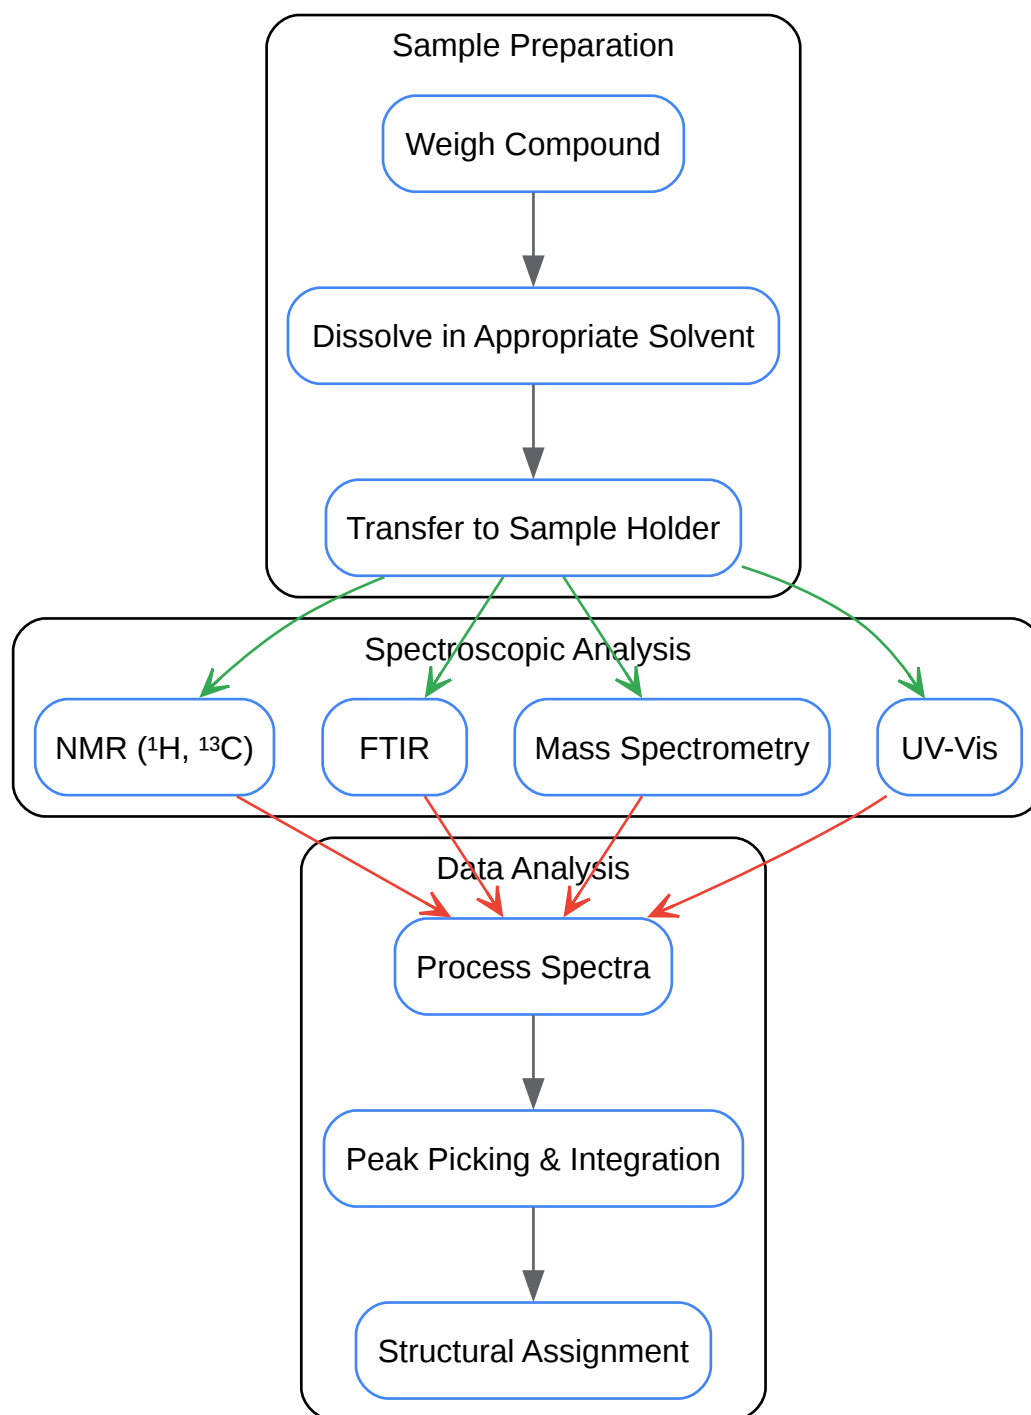 Sample Preparation
Weigh Compound
Dissolve in Appropriate Solvent
Transfer to Sample Holder
Spectroscopic Analysis
NMR (¹H, ¹³C)
FTIR
Mass Spectrometry
UV-Vis
Data Analysis
Process Spectra
Peak Picking & Integration
Structural Assignment